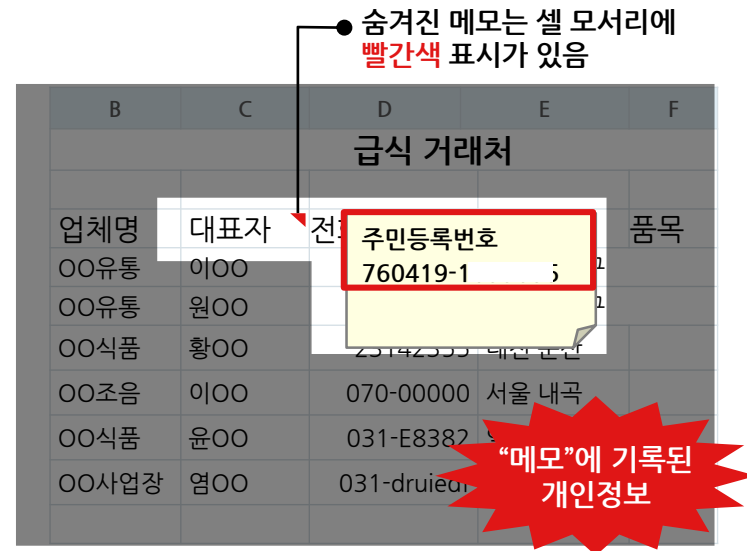 숨겨진 메모는 셀 모서리에
빨간색 표시가 있음
B C D E F
급식 거래처
업체명 대표자 품목
주민등록번호
760419-1
OO유통 이OO
OO유통 원OO
OO식품 황OO
OO조음 이OO 070-00000 서울 내곡
OO식품 윤OO 031-E8382
OO사업장 염OO
“메모”에 기록된
개인정보